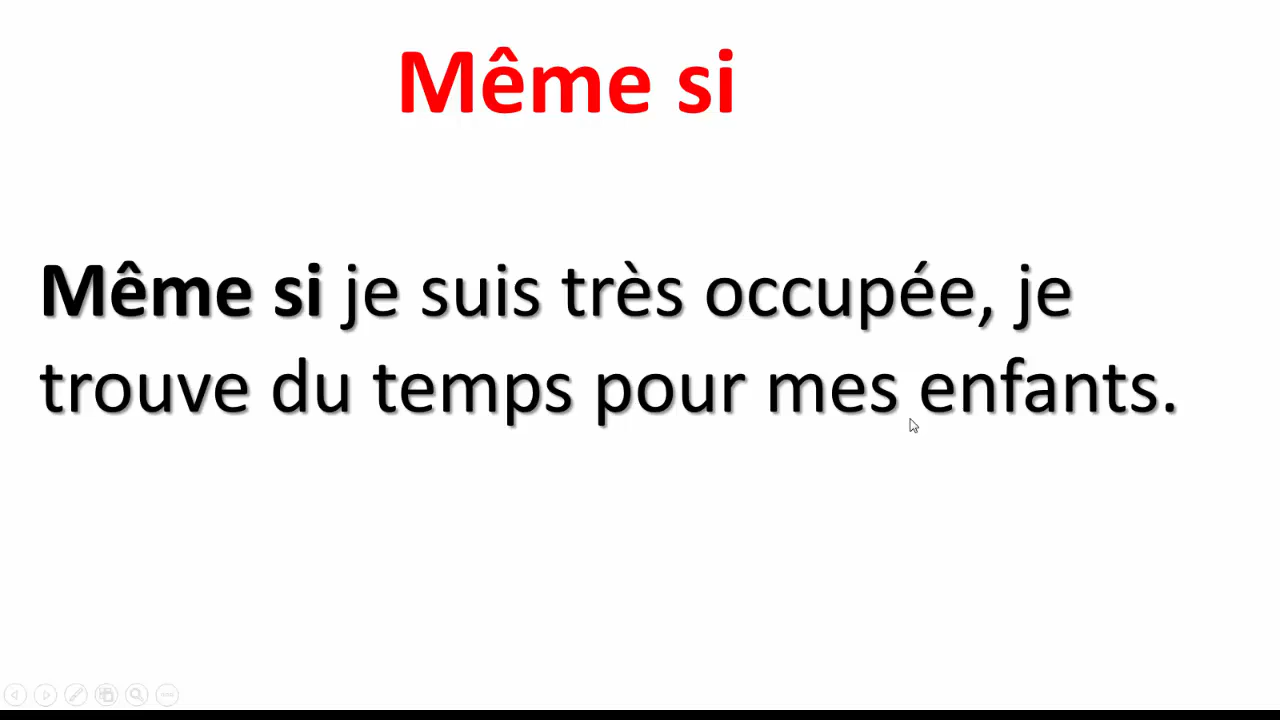 Même si
Même si je suis très occupée, je
trouve du temps pour mes enfants.